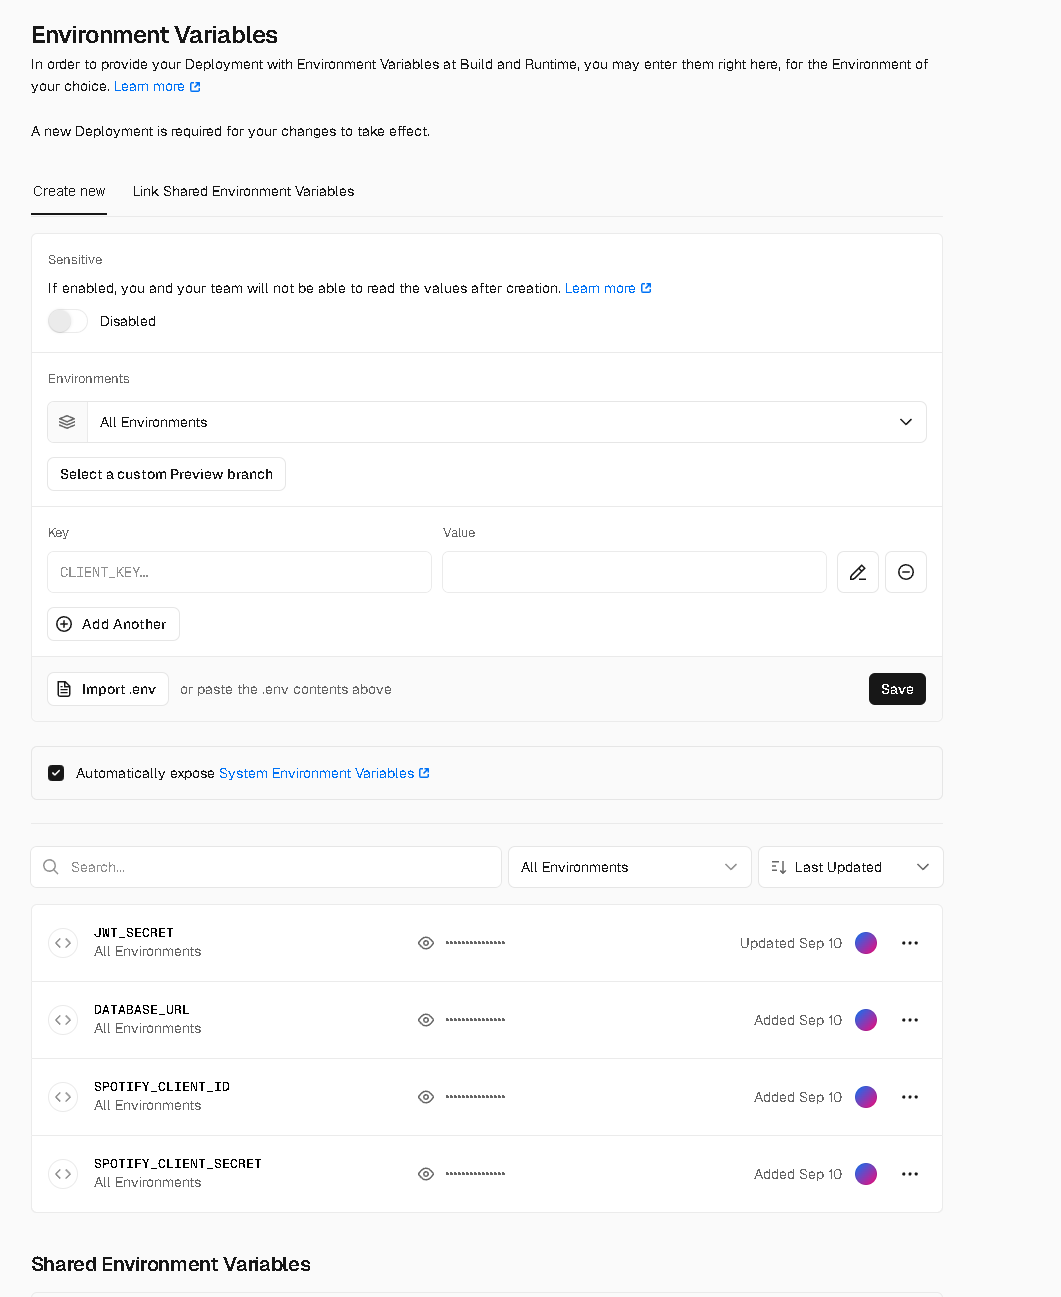 Environment Variables
In order to provide your Deployment with Environment Variables at Build and Runtime, you may enter them right here, for the Environment of
your choice. Learn more
A new Deployment is required for your changes to take effect.
Create new Link Shared Environment Variables
Sensitive
If enabled, you and your team will not be able to read the values after creation. Learn more
Disabled
Environments
All Environments
Select a custom Preview branch
Key Value
CLIENT_KEY...
Add Another
Import .env or paste the .env contents above Save
Automatically expose System Environment Variables
Search... All Environments Last Updated
JWT_SECRET
All Environments
•••••••••••••••
Updated Sep 10
DATABASE_URL
All Environments
•••••••••••••••
Added Sep 10
SPOTIFY_CLIENT_ID
All Environments
•••••••••••••••
Added Sep 10
SPOTIFY_CLIENT_SECRET
All Environments
•••••••••••••••
Added Sep 10
Shared Environment Variables